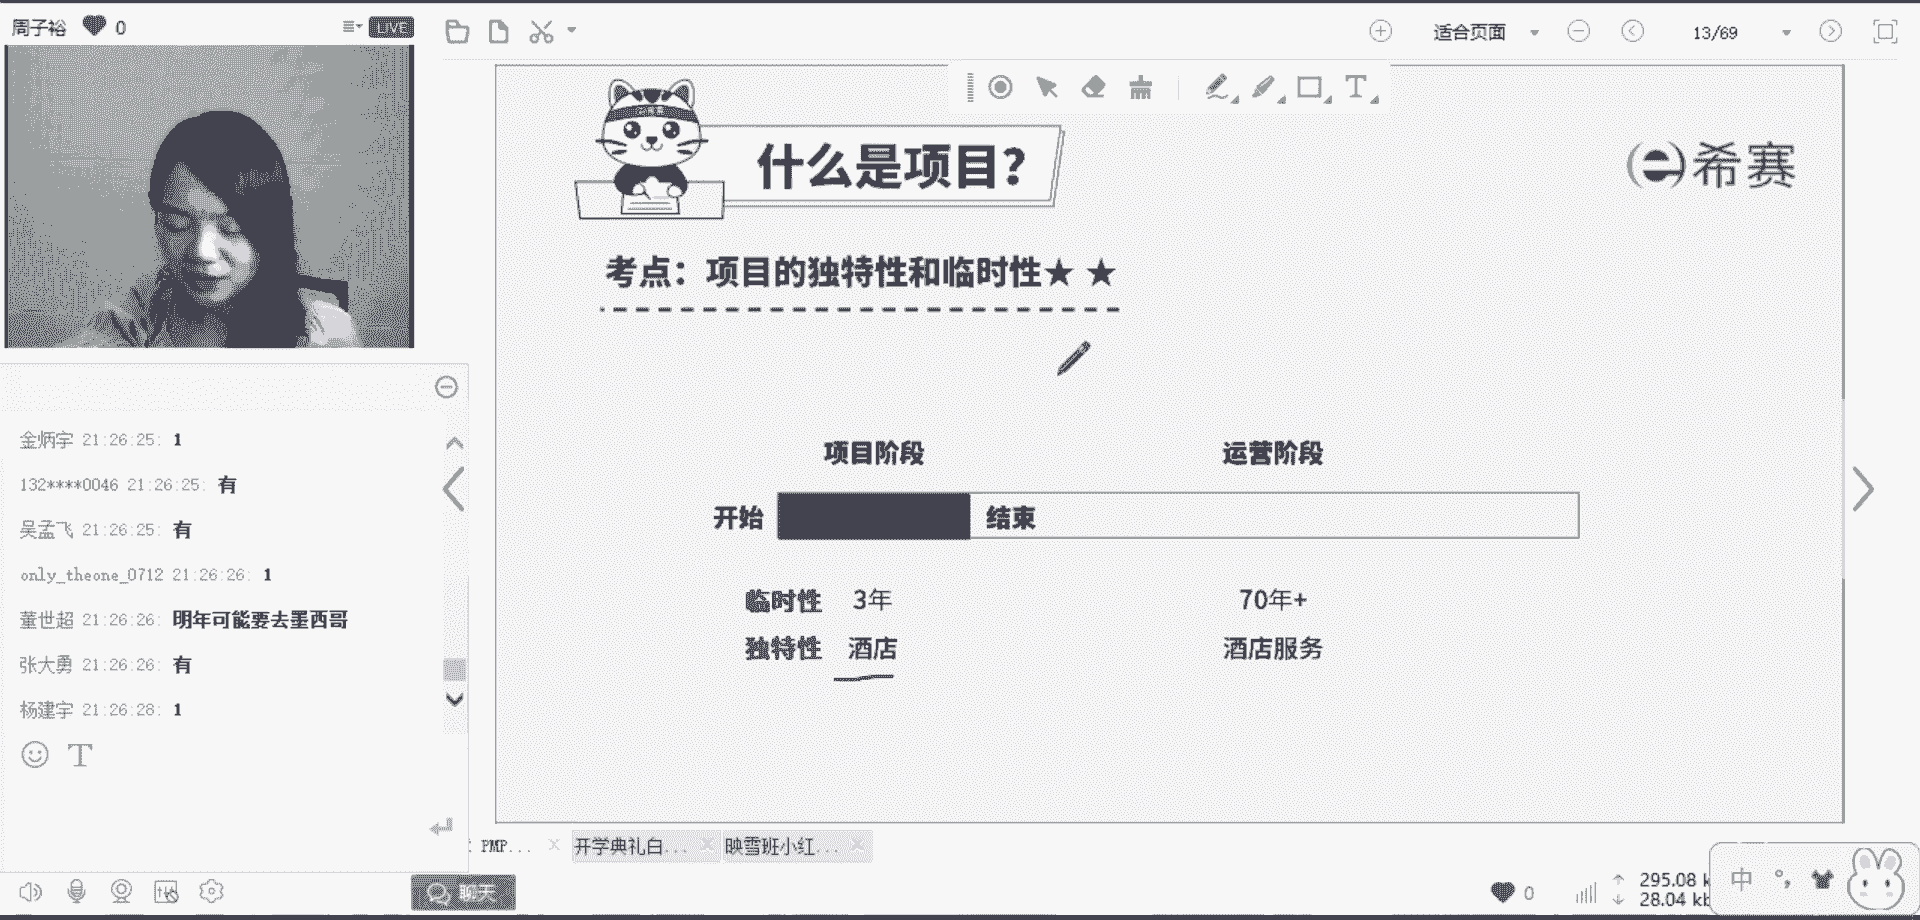 周子裕 0
LIVE
适合页面
13/69
什么是项目?
希赛
考点：项目的独特性和临时性★ ★
项目阶段 运营阶段
开始 结束
临时性 3年 70年+
独特性 酒店 酒店服务
金炳宇 21:26:25: 1
132****0046 21:26:25: 有
吴孟飞 21:26:25: 有
only_theone_0712 21:26:26: 1
董世超 21:26:26: 明年可能要去墨西哥
张大勇 21:26:26: 有
杨建宇 21:26:28: 1
PMP...
开学典礼白...
映雪班小红...
聊天
0
295.08 k
28.04 kb
中